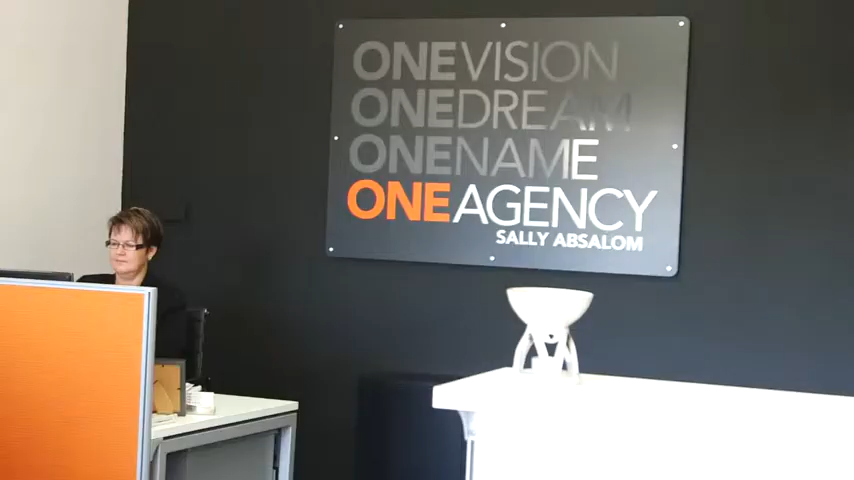 ONEVISION
ONEDREAM
ONENAME
ONEAGENCY
SALLY ABSALOM